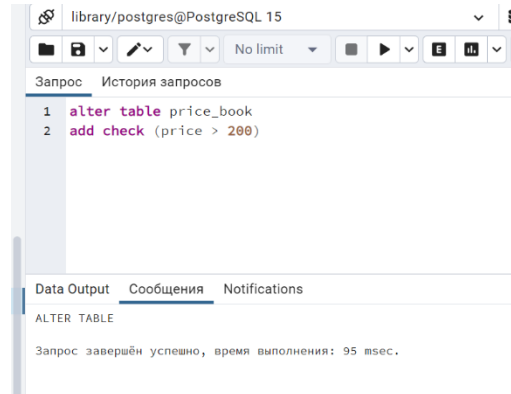 library/postgres@PostgreSQL 15
No limit
E
Запрос История запросов
1 alter table price_book
2 add check (price > 200)
Data Output Сообщения Notifications
ALTER TABLE
Запрос завершён успешно, время выполнения: 95 msec.